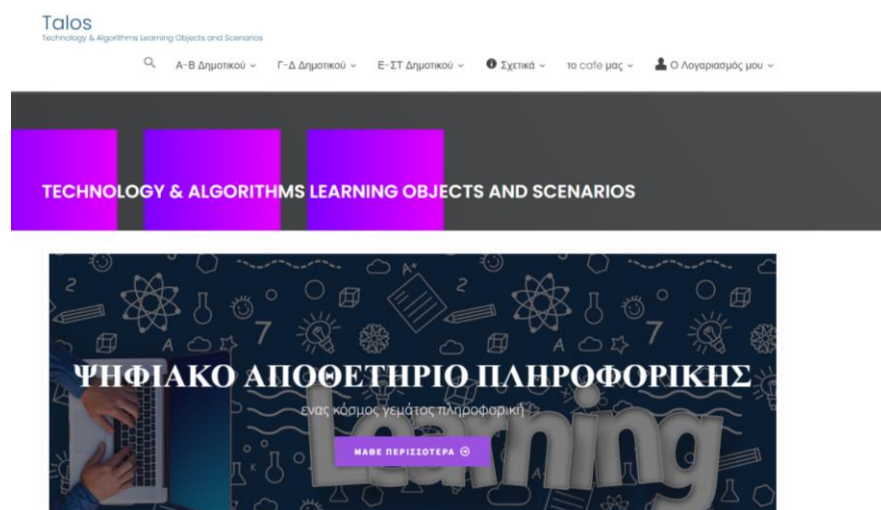 Talos
Technology & Algorithms Learning Objects and Scenarios
Α-Β Δημοτικού Γ-Δ Δημοτικού Ε-ΣΤ Δημοτικού Σχετικά το cafe μας Ο Λογαριασμός μου
TECHNOLOGY & ALGORITHMS LEARNING OBJECTS AND SCENARIOS
ΨΗΦΙΑΚΟ ΑΠΟΘΕΤΗΡΙΟ ΠΛΗΡΟΦΟΡΙΚΗΣ
ενας κόσμος γεμάτος πληροφορική
Learning
ΜΑΘΕ ΠΕΡΙΣΣΟΤΕΡΑ